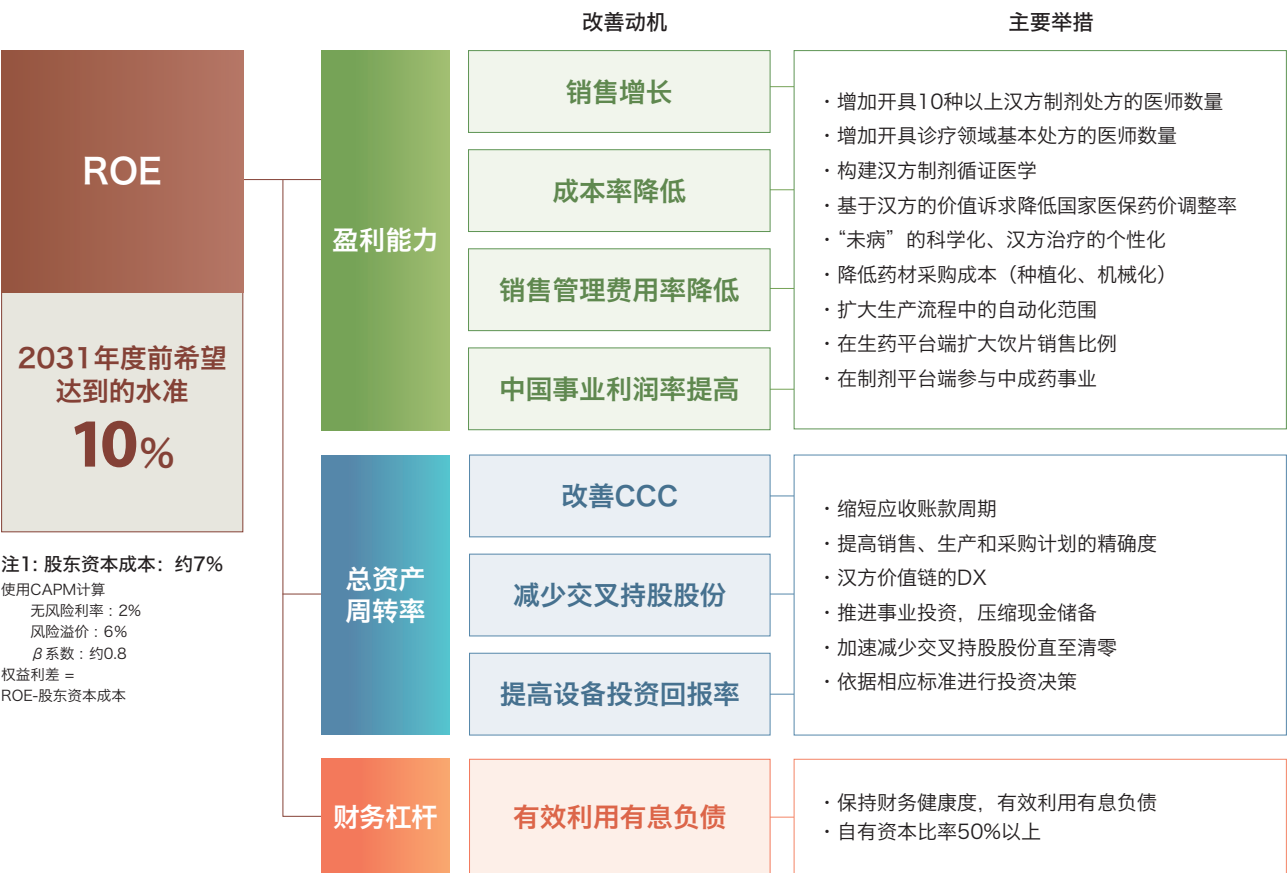 改善动机
主要举措
ROE
2031年度前希望
达到的水准
10%
注1: 股东资本成本：约7%
使用CAPM计算
无风险利率：2%
风险溢价：6%
β系数：约0.8
权益利差 =
ROE-股东资本成本
盈利能力
销售增长
成本率降低
销售管理费用率降低
中国事业利润率提高
・增加开具10种以上汉方制剂处方的医师数量
・增加开具诊疗领域基本处方的医师数量
・构建汉方制剂循证医学
・基于汉方的价值诉求降低国家医保药价调整率
・“未病”的科学化、汉方治疗的个性化
・降低药材采购成本（种植化、机械化）
・扩大生产流程中的自动化范围
・在生药平台端扩大饮片销售比例
・在制剂平台端参与中成药事业
总资产
周转率
改善CCC
减少交叉持股股份
提高设备投资回报率
・缩短应收账款周期
・提高销售、生产和采购计划的精确度
・汉方价值链的DX
・推进事业投资，压缩现金储备
・加速减少交叉持股股份直至清零
・依据相应标准进行投资决策
财务杠杆
有效利用有息负债
・保持财务健康度，有效利用有息负债
・自有资本比率50%以上